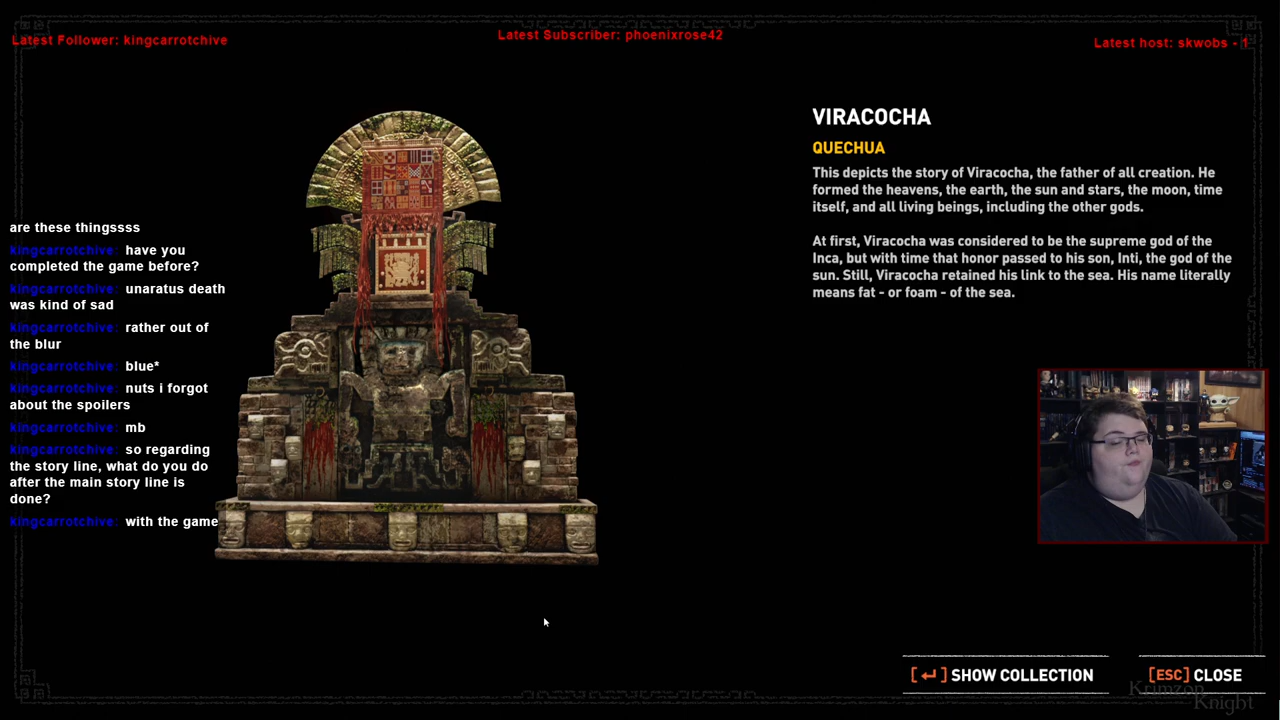 Latest Follower: kingcarrotchive
Latest Subscriber: phoenixrose42
Latest host: skwobs - 1
VIRACOCHA
QUECHUA
This depicts the story of Viracocha, the father of all creation. He
formed the heavens, the earth, the sun and stars, the moon, time
itself, and all living beings, including the other gods.
At first, Viracocha was considered to be the supreme god of the
Inca, but with time that honor passed to his son, Inti, the god of the
sun. Still, Viracocha retained his link to the sea. His name literally
means fat - or foam - of the sea.
are these thingssss
kingcarrotchive: have you
completed the game before?
kingcarrotchive: unaratus death
was kind of sad
kingcarrotchive: rather out of
the blur
kingcarrotchive: blue*
kingcarrotchive: nuts i forgot
about the spoilers
kingcarrotchive: mb
kingcarrotchive: so regarding
the story line, what do you do
after the main story line is
done?
kingcarrotchive: with the game
[↵] SHOW COLLECTION
[ESC] CLOSE
Krimzon
Knight